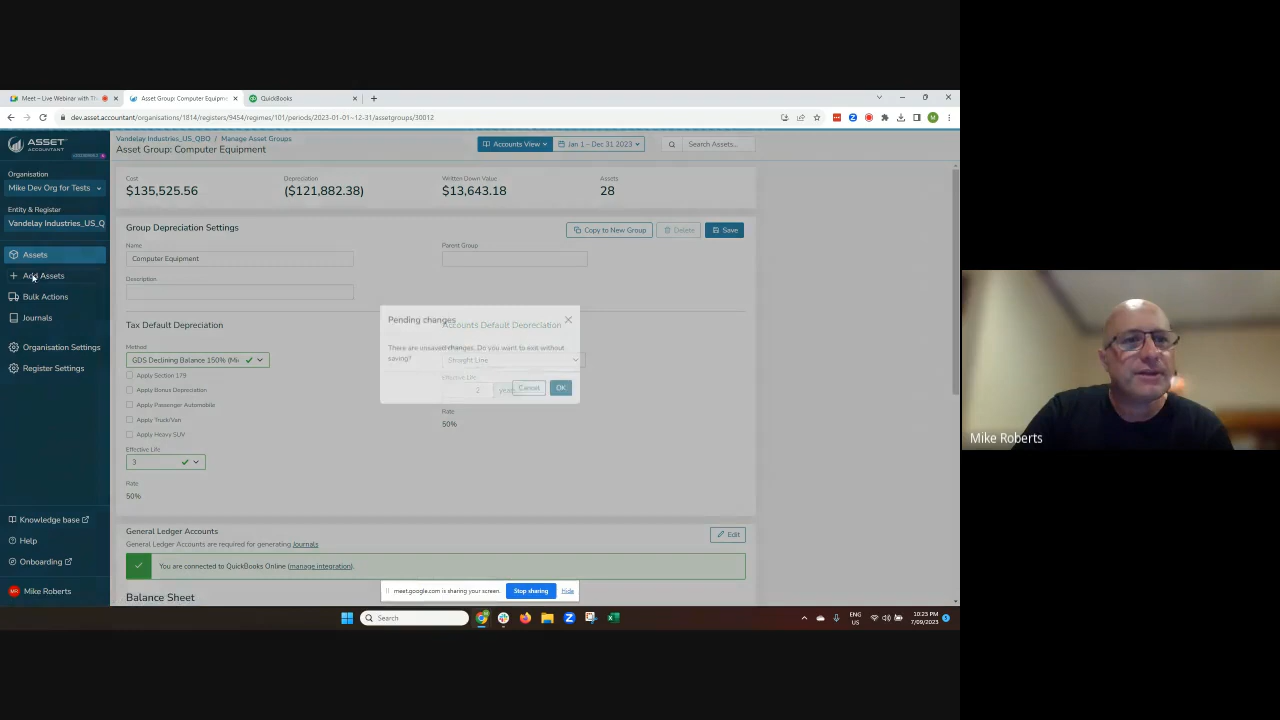 Meet – Live Webinar with Th
Asset Group: Computer Equipm
QuickBooks
dev.asset.accountant/organisations/1814/registers/9454/regimes/101/periods/2023-01-01~12-31/assetgroups/30012
ASSET
ACCOUNTANT
Organisation
Mike Dev Org for Tests
Entity & Register
Vandelay Industries_US_Q
Assets
Add Assets
Bulk Actions
Journals
Organisation Settings
Register Settings
Knowledge base
Help
Onboarding
Mike Roberts
Vandelay Industries_US_QBO / Manage Asset Groups
Asset Group: Computer Equipment
Accounts View
Jan 1 – Dec 31 2023
Search Assets...
Cost
$135,525.56
Depreciation
($121,882.38)
Written Down Value
$13,643.18
Assets
28
Group Depreciation Settings
Copy to New Group
Delete
Save
Name
Computer Equipment
Parent Group
Description
Tax Default Depreciation
Method
GDS Declining Balance 150% (Mi
Apply Section 179
Apply Bonus Depreciation
Apply Passenger Automobile
Apply Truck/Van
Apply Heavy SUV
Effective Life
3
Rate
50%
Accounts Default Depreciation
Straight Line
Effective Life
2 years
Rate
50%
Pending changes
There are unsaved changes. Do you want to exit without
saving?
Cancel
OK
General Ledger Accounts
Edit
General Ledger Accounts are required for generating Journals
You are connected to QuickBooks Online (manage integration).
Balance Sheet
meet.google.com is sharing your screen.
Stop sharing
Hide
Search
ENG
US
10:23 PM
7/09/2023
Mike Roberts